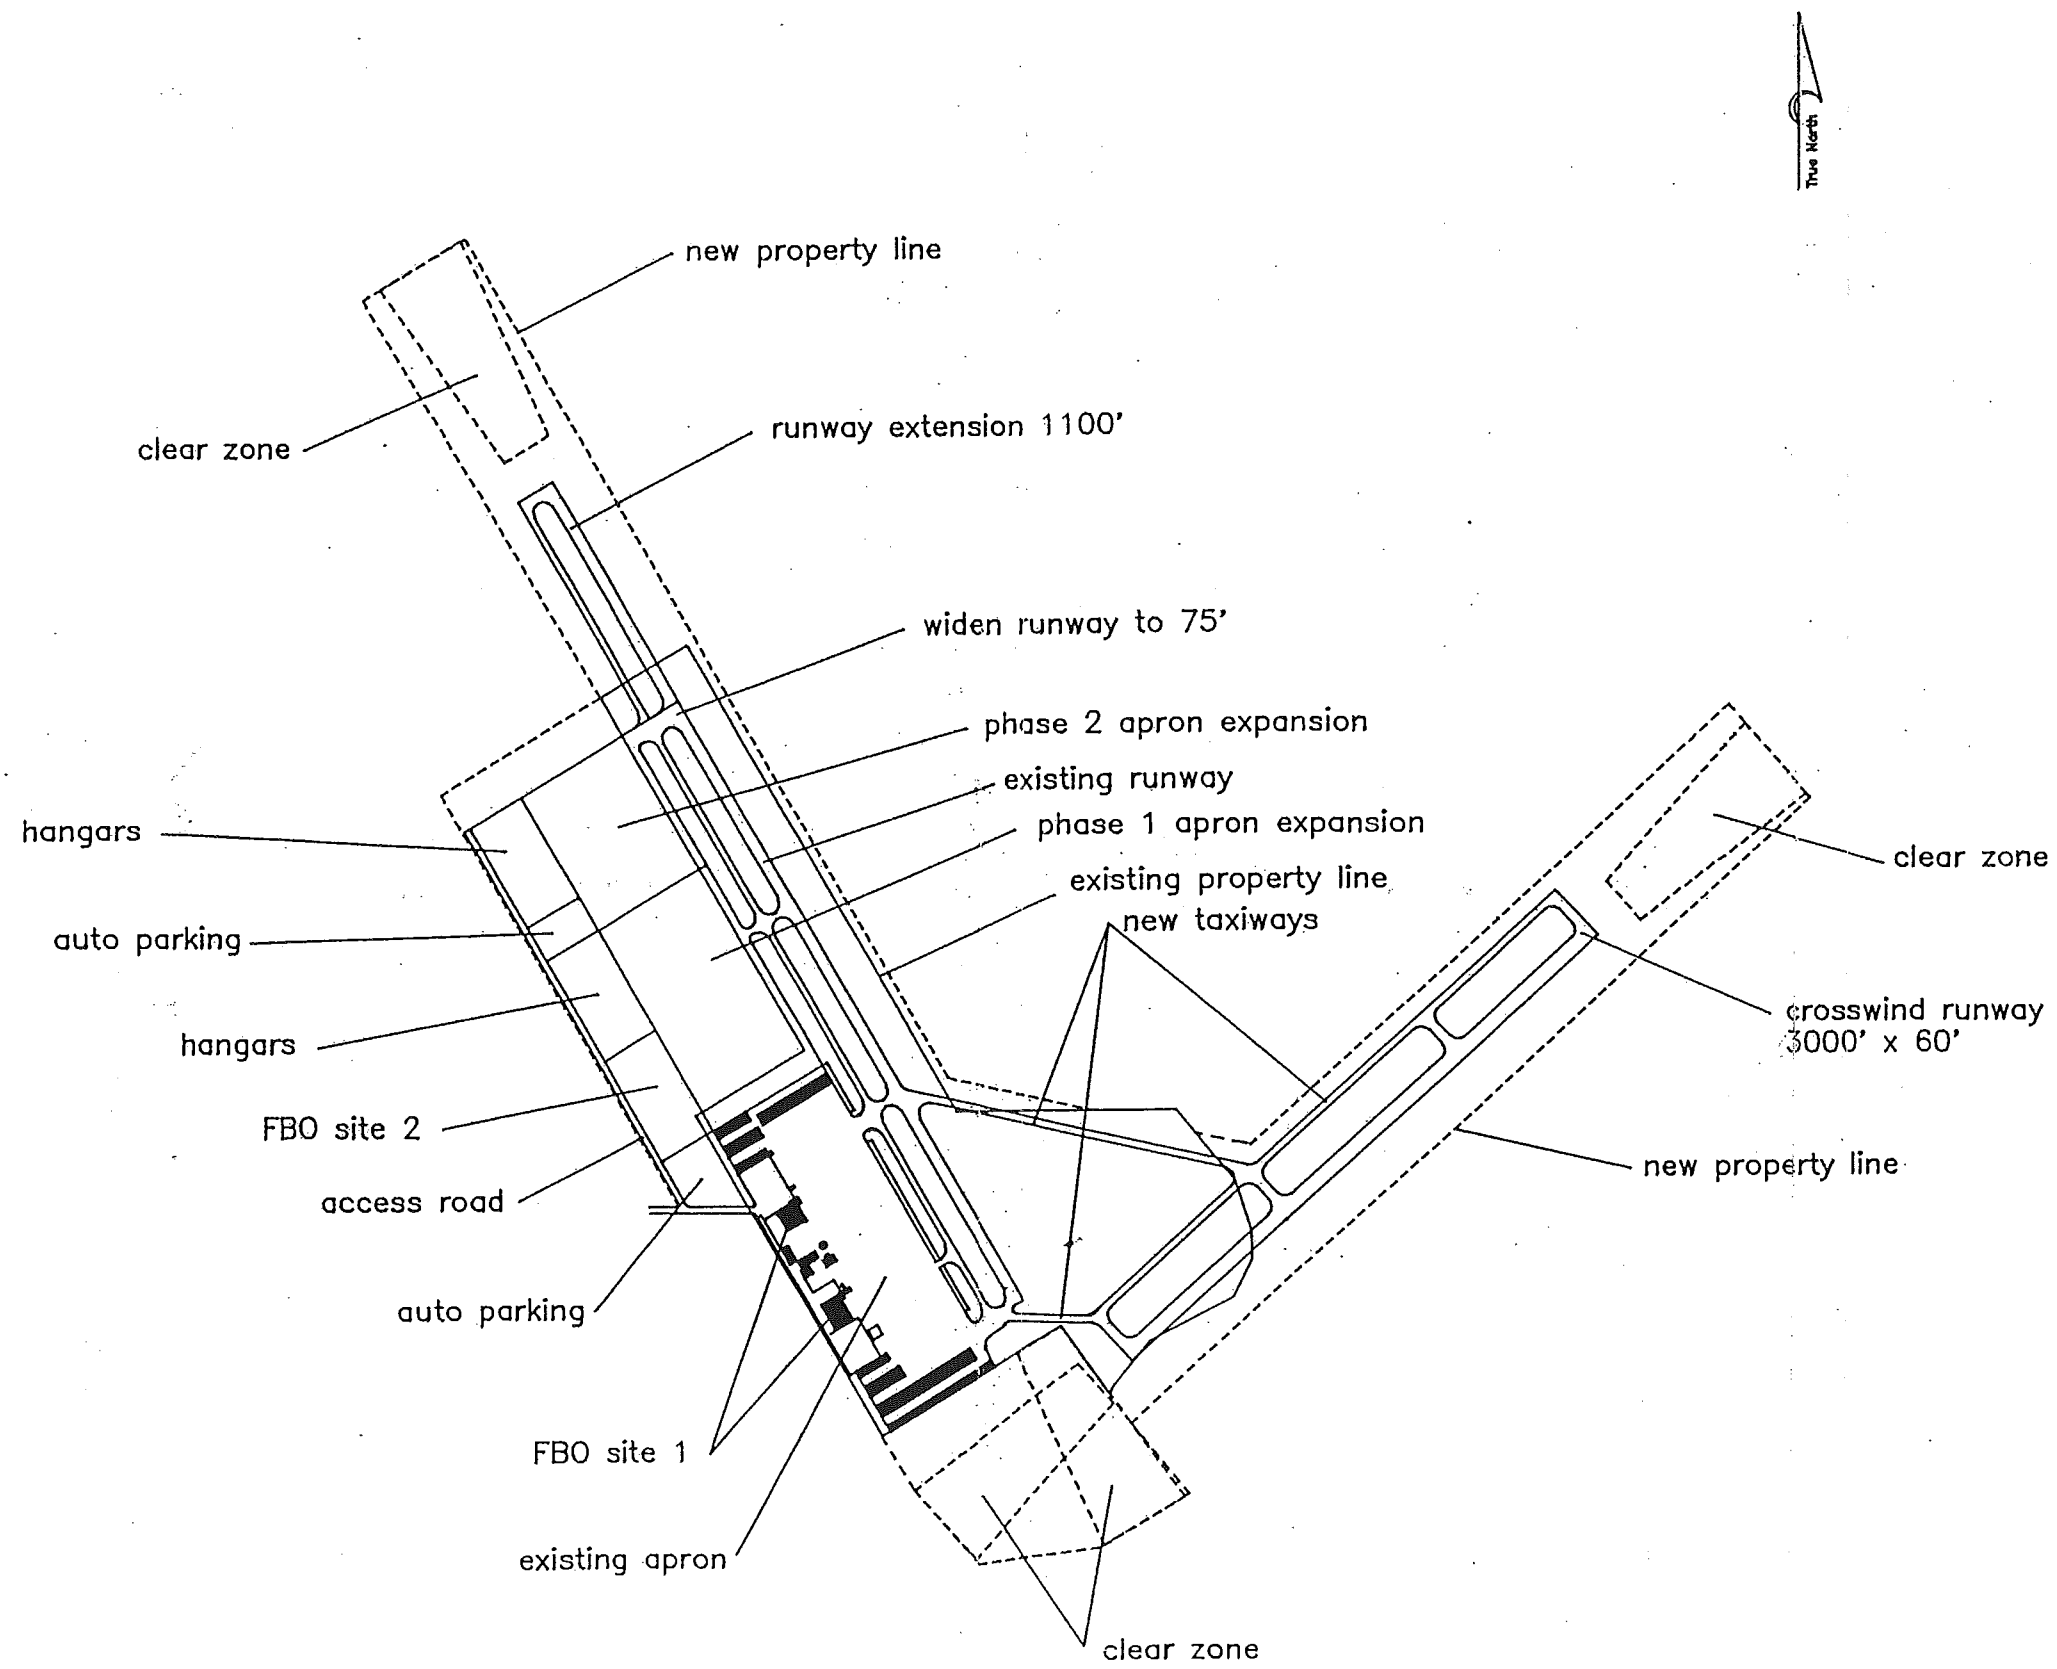 True North
new property line
runway extension 1100'
clear zone
widen runway to 75'
phase 2 apron expansion
existing runway
phase 1 apron expansion
existing property line
new taxiways
hangars
auto parking
hangars
FBO site 2
access road
auto parking
FBO site 1
existing apron
clear zone
clear zone
crosswind runway
3000' x 60'
new property line